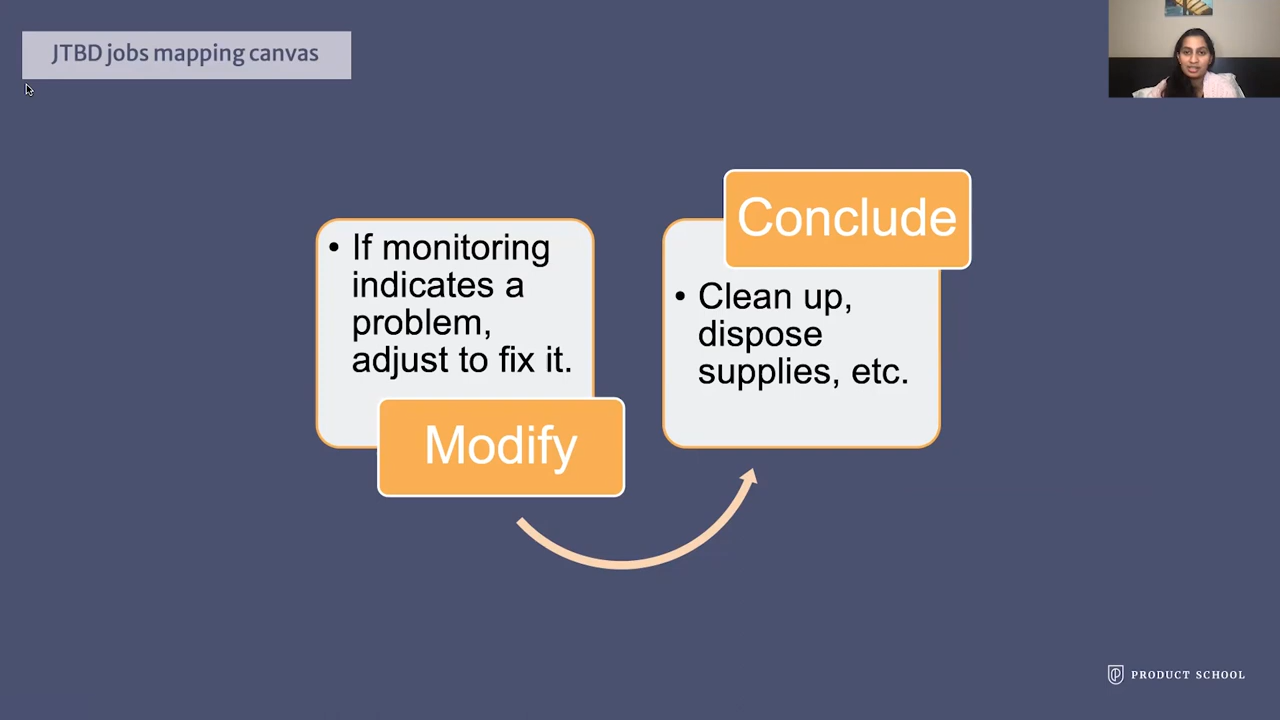 JTBD jobs mapping canvas
• If monitoring
indicates a
problem,
adjust to fix it.
Modify
Conclude
• Clean up,
dispose
supplies, etc.
PRODUCT SCHOOL